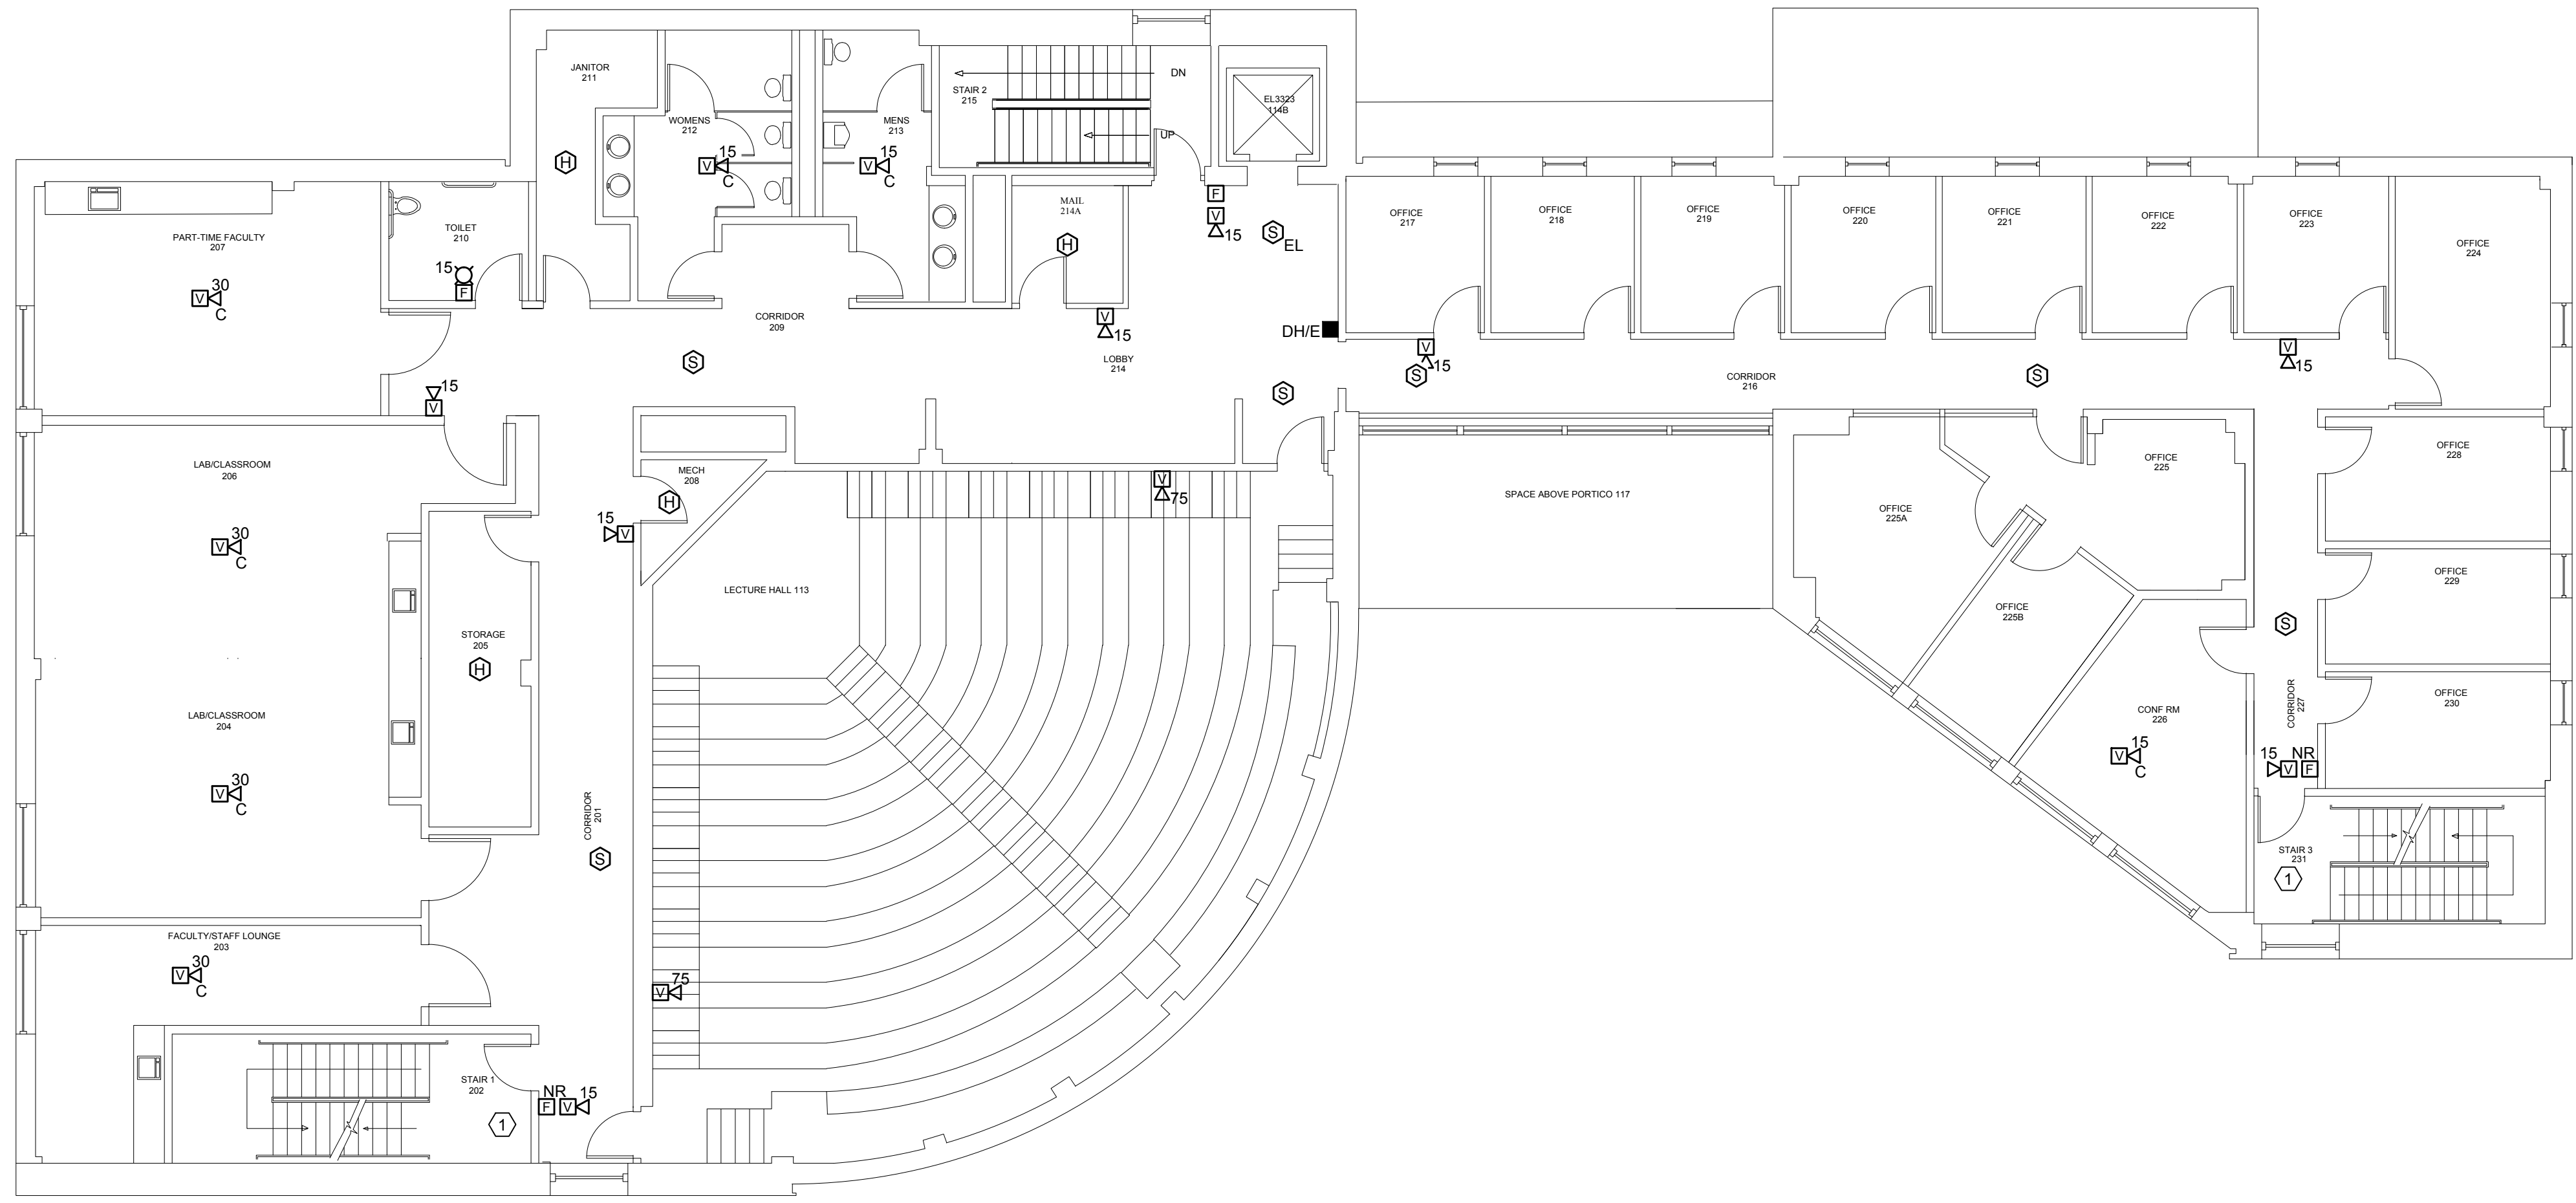 JANITOR
211
H
WOMENS
212
15
V
C
MENS
213
15
V
C
STAIR 2
215
DN
UP
EL3323
114B
MAIL
214A
H
F
V
15
S
EL
PART-TIME FACULTY
207
30
V
C
TOILET
210
15
F
CORRIDOR
209
S
V
15
LOBBY
214
DH/E
S
OFFICE
217
OFFICE
218
OFFICE
219
OFFICE
220
OFFICE
221
OFFICE
222
OFFICE
223
OFFICE
224
V
15
S
CORRIDOR
216
S
V
15
15
V
LAB/CLASSROOM
206
30
V
C
MECH
208
H
15
V
V
75
LECTURE HALL 113
SPACE ABOVE PORTICO 117
OFFICE
225A
OFFICE
225
OFFICE
225B
OFFICE
228
OFFICE
229
OFFICE
230
S
CORRIDOR
227
CONF RM
226
15
V
C
15
V
NR
F
STAIR 3
231
1
STORAGE
205
H
LAB/CLASSROOM
204
30
V
C
CORRIDOR
201
S
FACULTY/STAFF LOUNGE
203
30
V
C
75
V
STAIR 1
202
1
NR
F
V
15